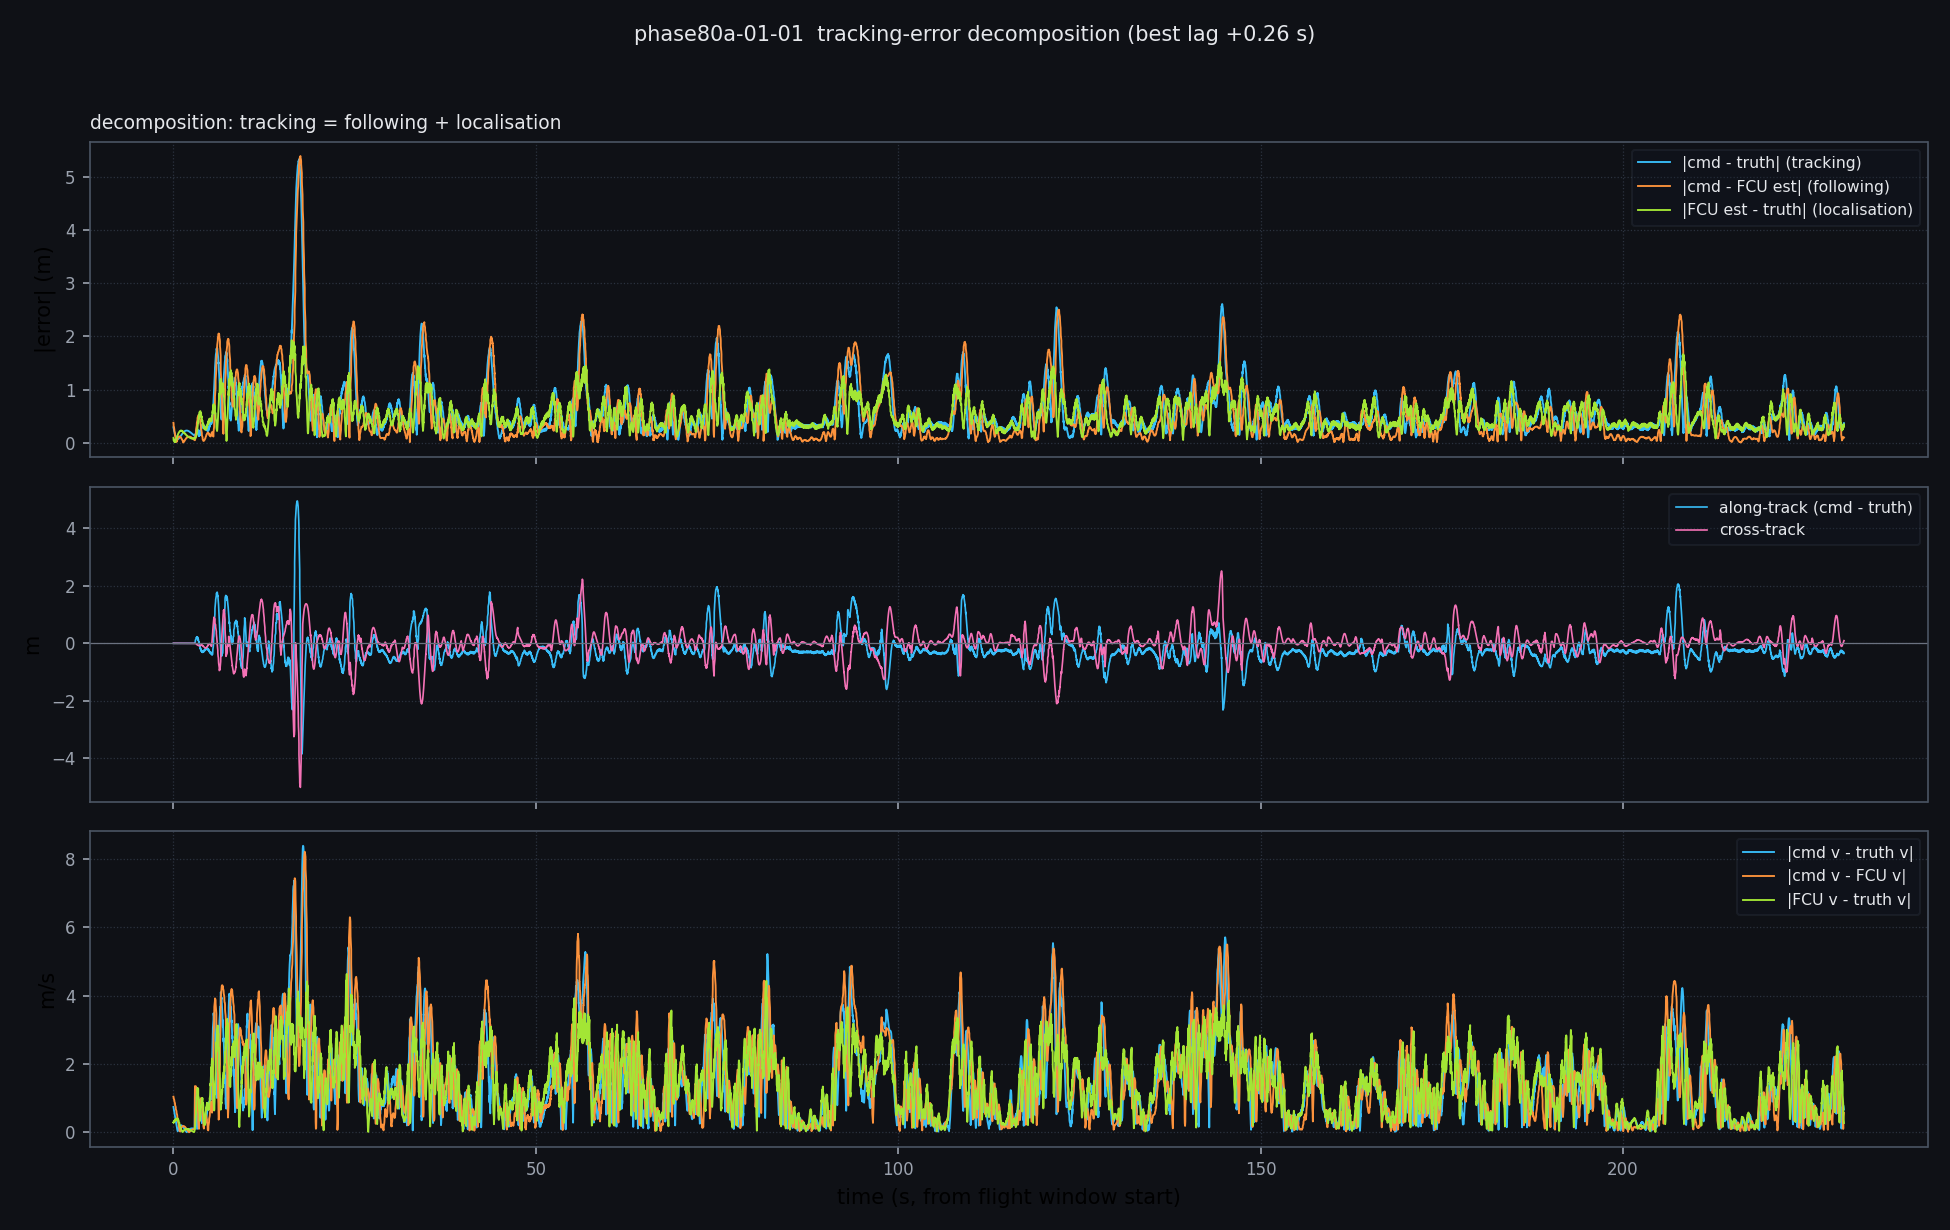 phase80a-01-01  tracking-error decomposition (best lag +0.26 s)
decomposition: tracking = following + localisation
|error| (m)
5
4
3
2
1
0
|cmd - truth| (tracking)
|cmd - FCU est| (following)
|FCU est - truth| (localisation)
m
4
2
0
−2
−4
along-track (cmd - truth)
cross-track
m/s
8
6
4
2
0
|cmd v - truth v|
|cmd v - FCU v|
|FCU v - truth v|
0
50
100
150
200
time (s, from flight window start)